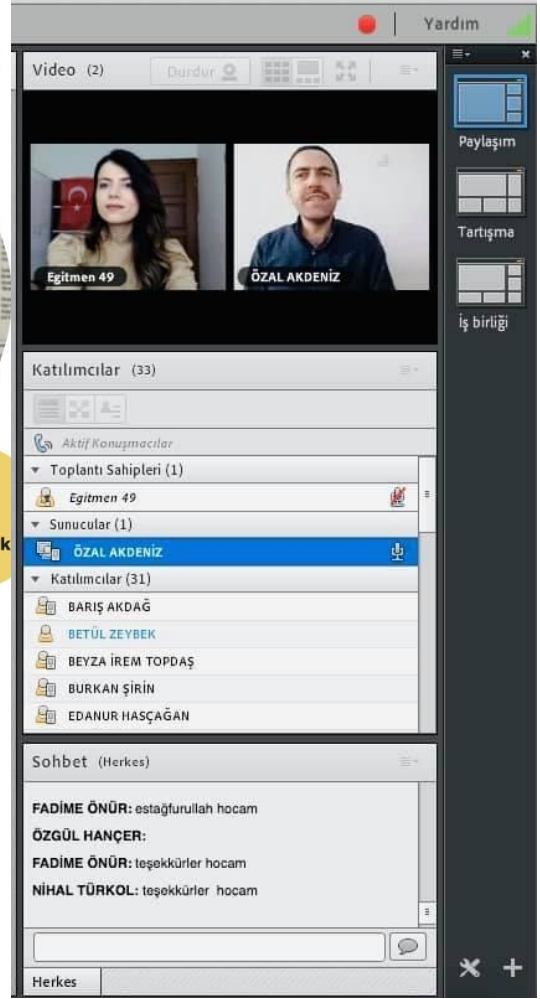 Yardım
Video (2)
Durdur
Egitmen 49
ÖZAL AKDENİZ
Paylaşım
Tartışma
İş birliği
Katılımcılar (33)
Aktif Konuşmacılar
Toplantı Sahipleri (1)
Egitmen 49
Sunucular (1)
ÖZAL AKDENİZ
Katılımcılar (31)
BARIŞ AKDAĞ
BETÜL ZEYBEK
BEYZA İREM TOPDAŞ
BURKAN ŞİRİN
EDANUR HASÇAĞAN
k
Sohbet (Herkes)
FADİME ÖNÜR: estağfurullah hocam
ÖZGÜL HANÇER:
FADİME ÖNÜR: teşekkürler hocam
NİHAL TÜRKOL: teşekkürler hocam
Herkes